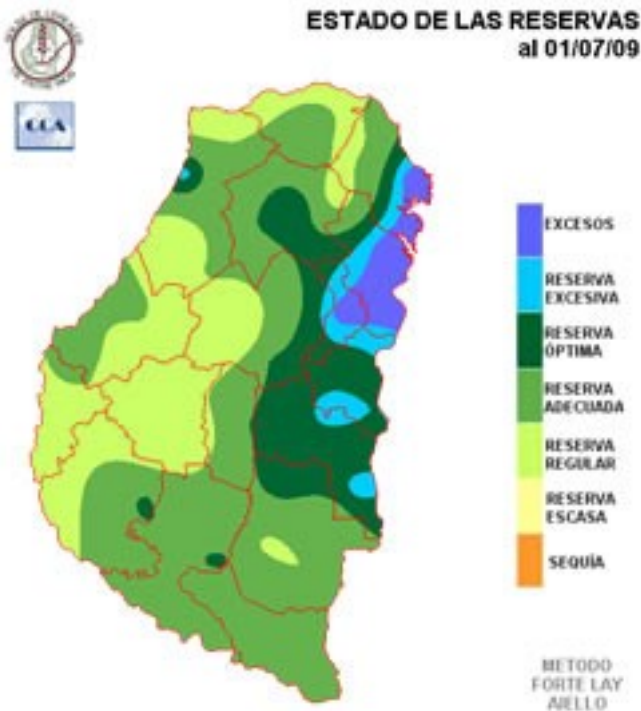 ESTADO DE LAS RESERVAS
al 01/07/09
CCA
EXCESOS
RESERVA
EXCESIVA
RESERVA
ÓPTIMA
RESERVA
ADECUADA
RESERVA
REGULAR
RESERVA
ESCASA
SEQUÍA
METODO
FORTE LAY
AIELLO